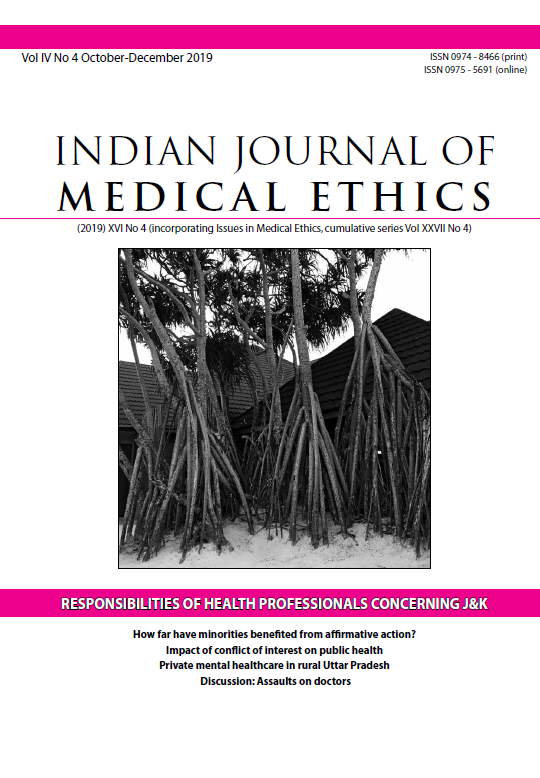 Vol IV No 4 October-December 2019
ISSN 0974 - 8466 (print)
ISSN 0975 - 5691 (online)
INDIAN JOURNAL OF
MEDICAL ETHICS
(2019) XVI No 4 (incorporating Issues in Medical Ethics, cumulative series Vol XXVII No 4)
RESPONSIBILITIES OF HEALTH PROFESSIONALS CONCERNING J&K
How far have minorities benefited from affirmative action?
Impact of conflict of interest on public health
Private mental healthcare in rural Uttar Pradesh
Discussion: Assaults on doctors